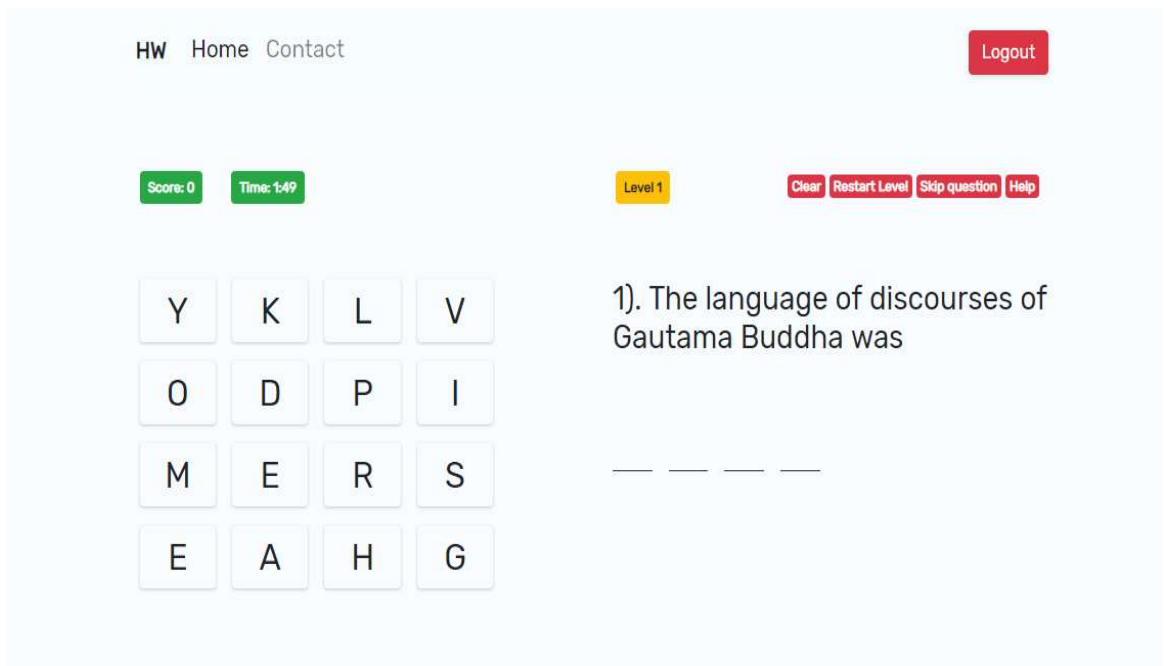 HW Home Contact Logout
Score: 0 Time: 1:49 Level 1 Clear Restart Level Skip question Help
Y K L V
O D P I
M E R S
E A H G
1). The language of discourses of
Gautama Buddha was